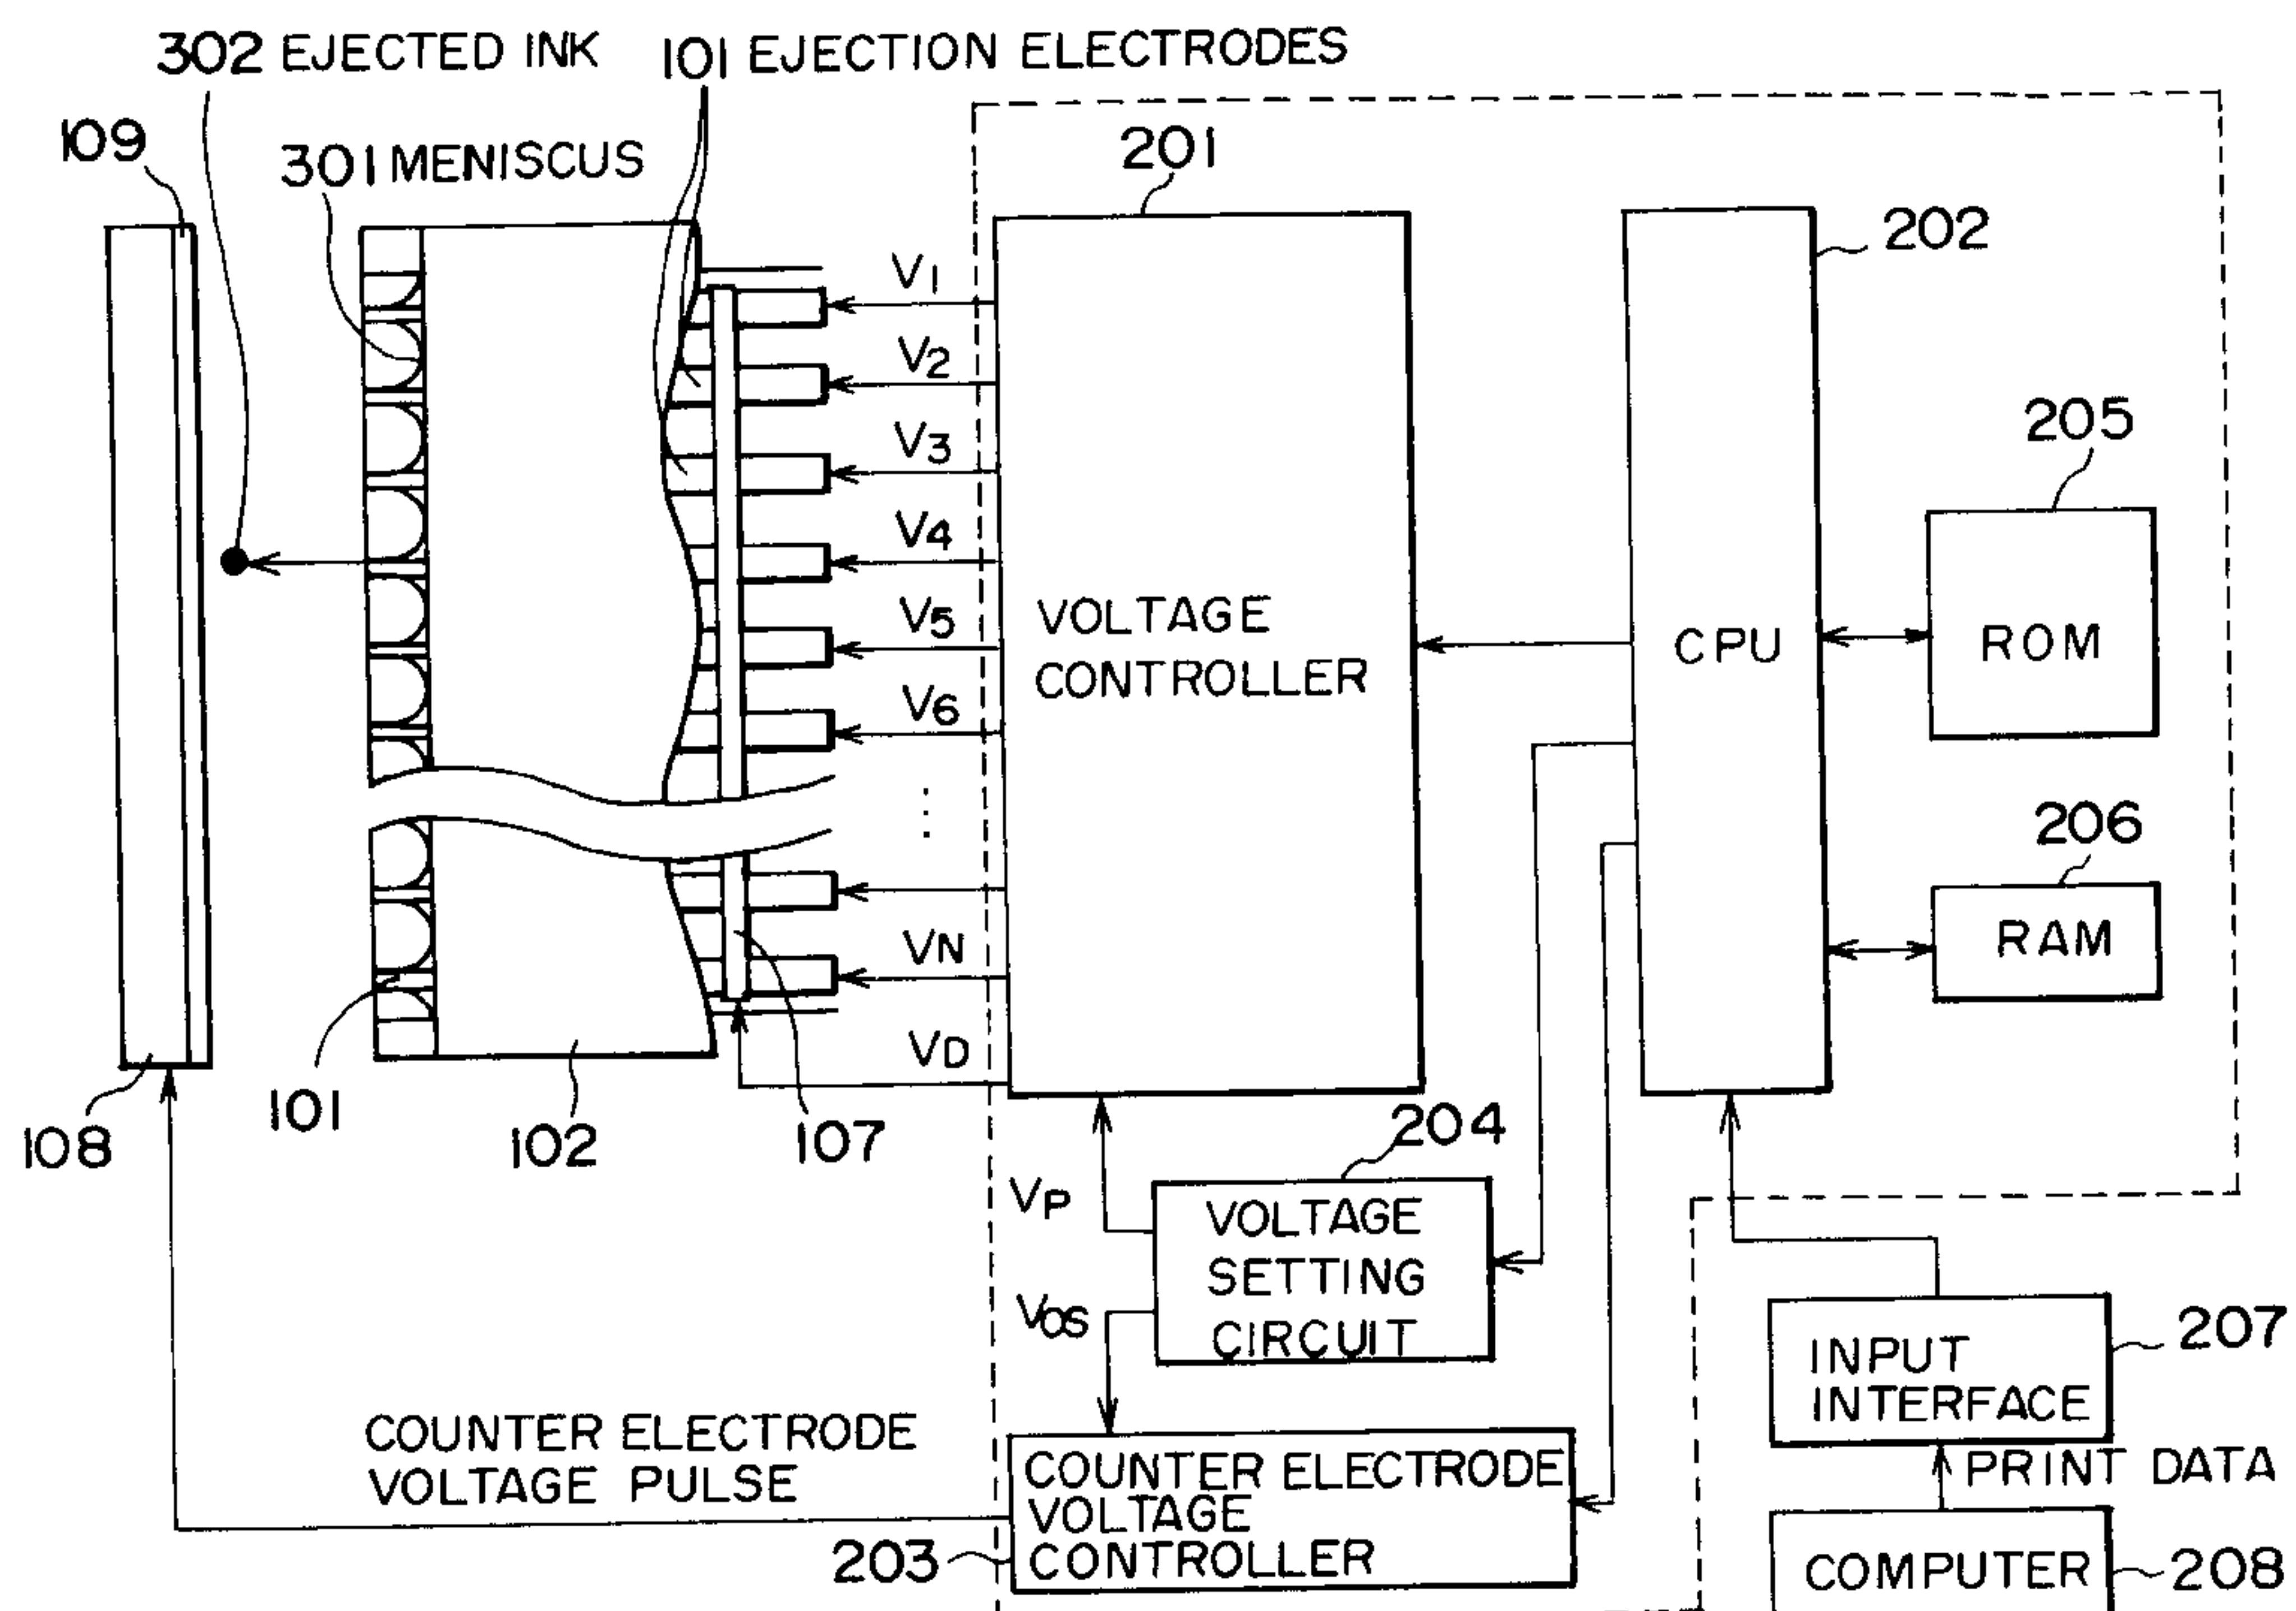 302 EJECTED INK
101 EJECTION ELECTRODES
109
301 MENISCUS
201
202
V1
V2
V3
V4
V5
V6
VN
VD
VOLTAGE
CONTROLLER
CPU
205
ROM
206
RAM
108
101
102
107
204
VP
VOS
VOLTAGE
SETTING
CIRCUIT
207
INPUT
INTERFACE
COUNTER ELECTRODE
VOLTAGE PULSE
COUNTER ELECTRODE
VOLTAGE
CONTROLLER
203
PRINT DATA
COMPUTER
208